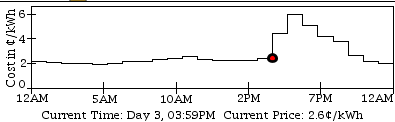 Cost in ¢/kWh
6
4
2
0
12AM 5AM 10AM 2PM 7PM 12AM
Current Time: Day 3, 03:59PM Current Price: 2.6¢/kWh